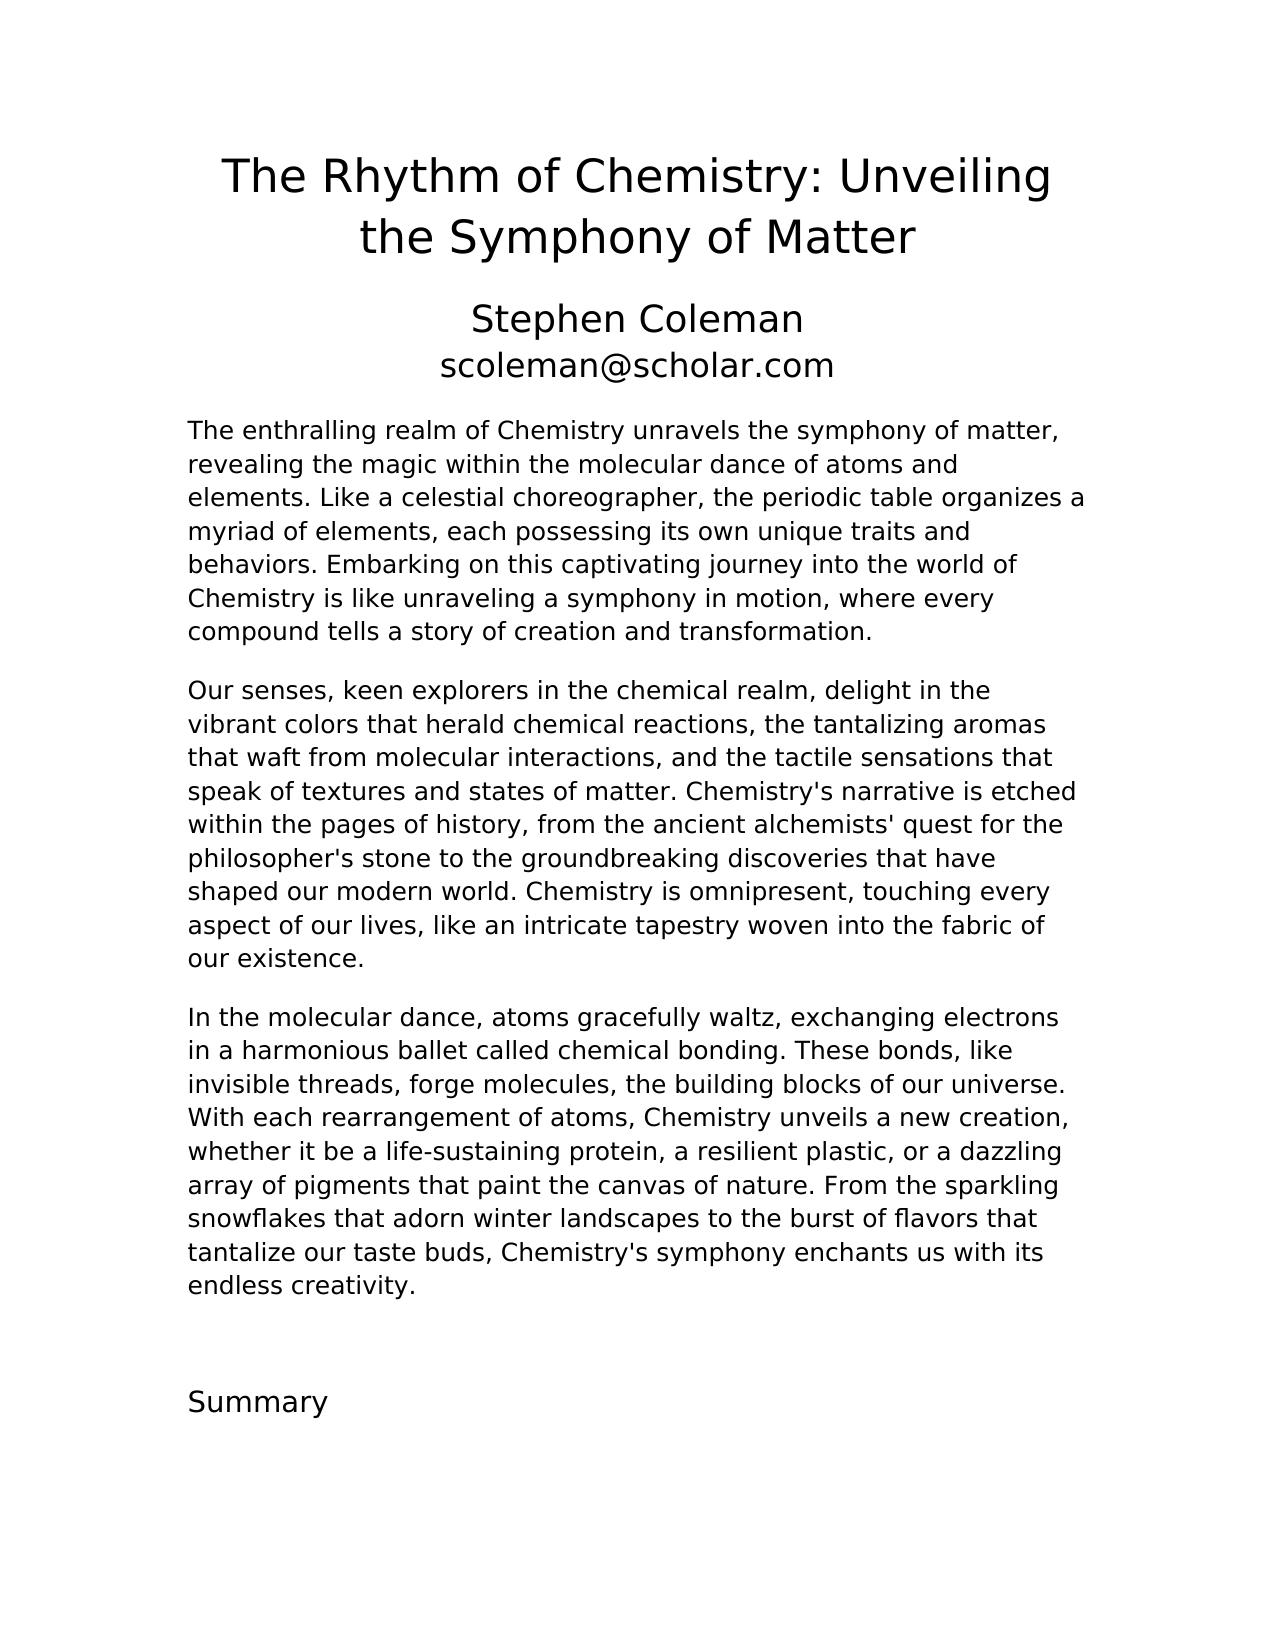 The Rhythm of Chemistry: Unveiling
the Symphony of Matter
Stephen Coleman
scoleman@scholar.com
The enthralling realm of Chemistry unravels the symphony of matter,
revealing the magic within the molecular dance of atoms and
elements. Like a celestial choreographer, the periodic table organizes a
myriad of elements, each possessing its own unique traits and
behaviors. Embarking on this captivating journey into the world of
Chemistry is like unraveling a symphony in motion, where every
compound tells a story of creation and transformation.
Our senses, keen explorers in the chemical realm, delight in the
vibrant colors that herald chemical reactions, the tantalizing aromas
that waft from molecular interactions, and the tactile sensations that
speak of textures and states of matter. Chemistry's narrative is etched
within the pages of history, from the ancient alchemists' quest for the
philosopher's stone to the groundbreaking discoveries that have
shaped our modern world. Chemistry is omnipresent, touching every
aspect of our lives, like an intricate tapestry woven into the fabric of
our existence.
In the molecular dance, atoms gracefully waltz, exchanging electrons
in a harmonious ballet called chemical bonding. These bonds, like
invisible threads, forge molecules, the building blocks of our universe.
With each rearrangement of atoms, Chemistry unveils a new creation,
whether it be a life-sustaining protein, a resilient plastic, or a dazzling
array of pigments that paint the canvas of nature. From the sparkling
snowflakes that adorn winter landscapes to the burst of flavors that
tantalize our taste buds, Chemistry's symphony enchants us with its
endless creativity.
Summary